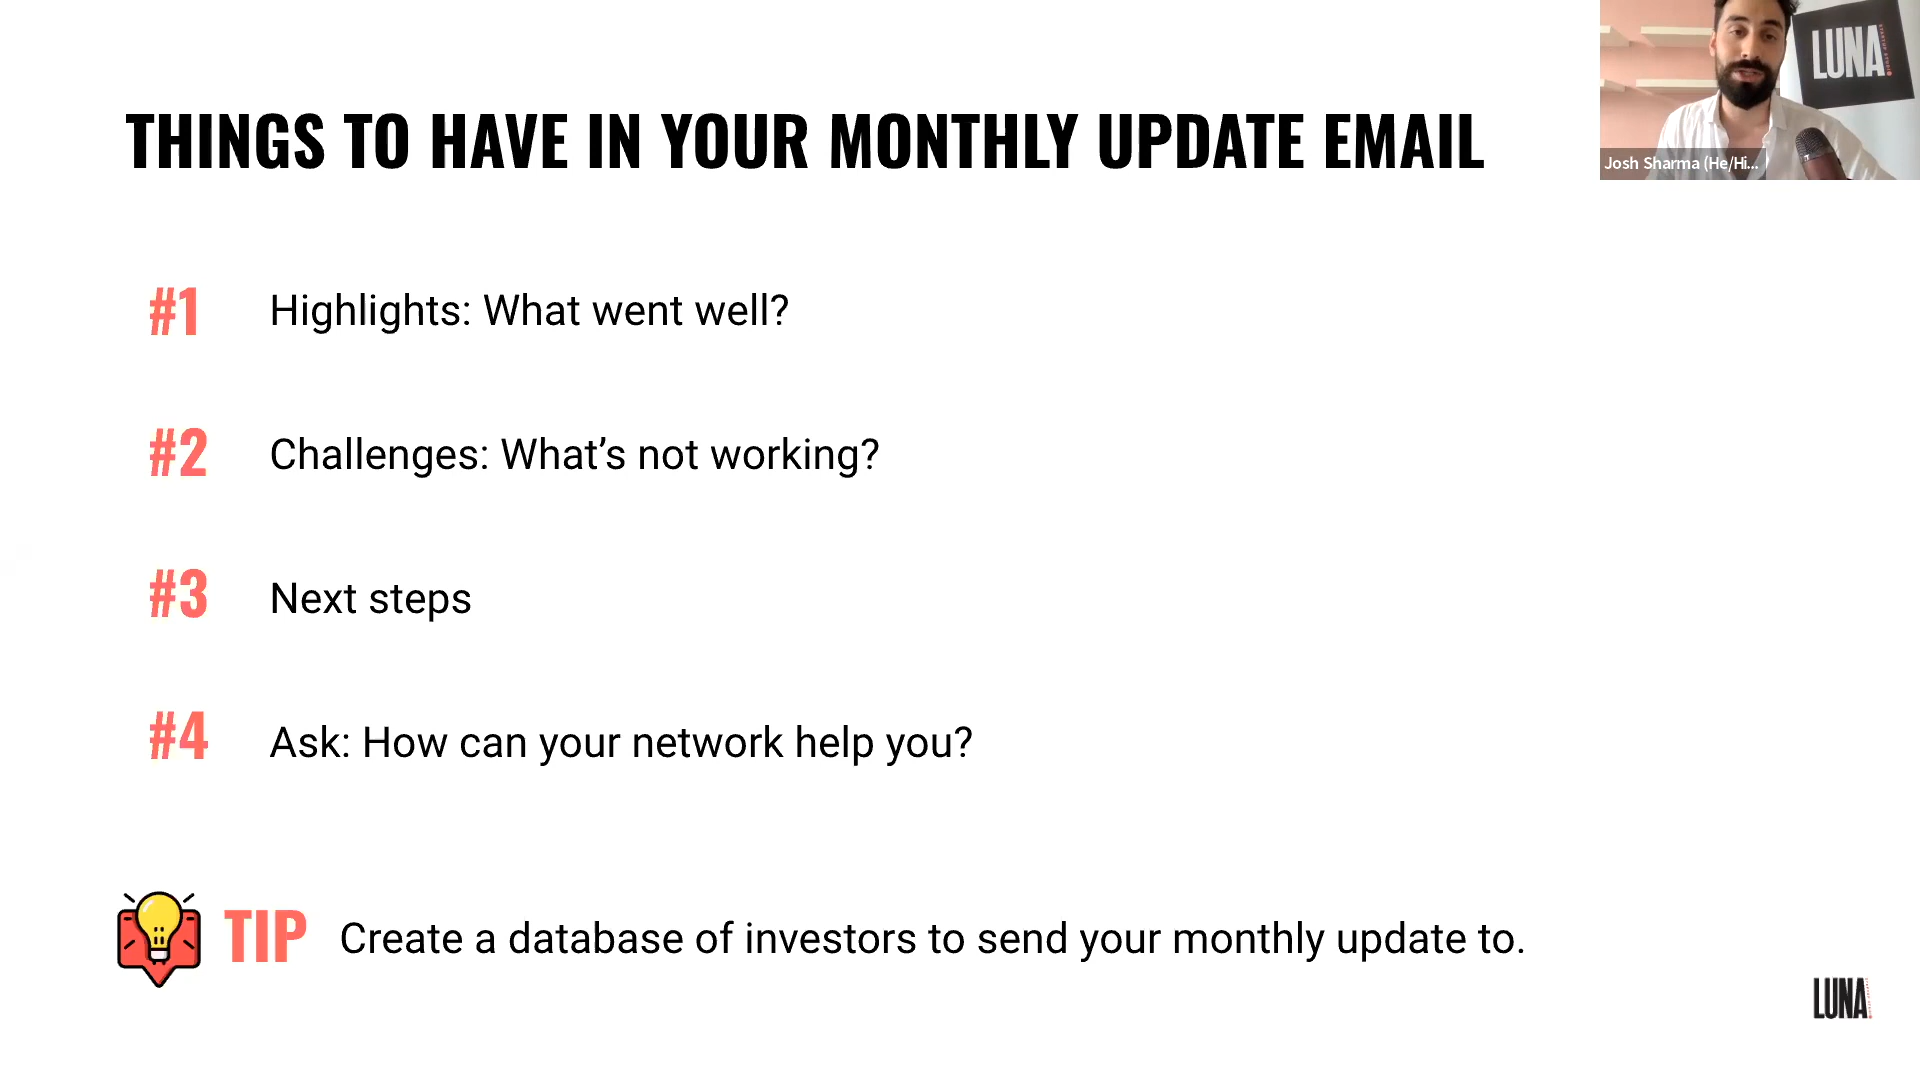 THINGS TO HAVE IN YOUR MONTHLY UPDATE EMAIL
LUNA
Josh Sharma (He/Hi...
#1 Highlights: What went well?
#2 Challenges: What’s not working?
#3 Next steps
#4 Ask: How can your network help you?
TIP Create a database of investors to send your monthly update to.
LUNA